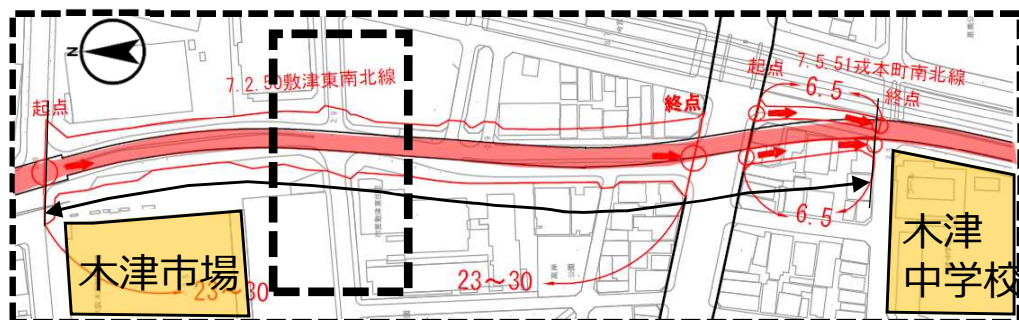 N
7.2.50敷津東南北線
起点
23～30
23～30
終点
起点
7.5.51戎本町南北線
6.5
終点
6.5
木津市場
木津
中学校